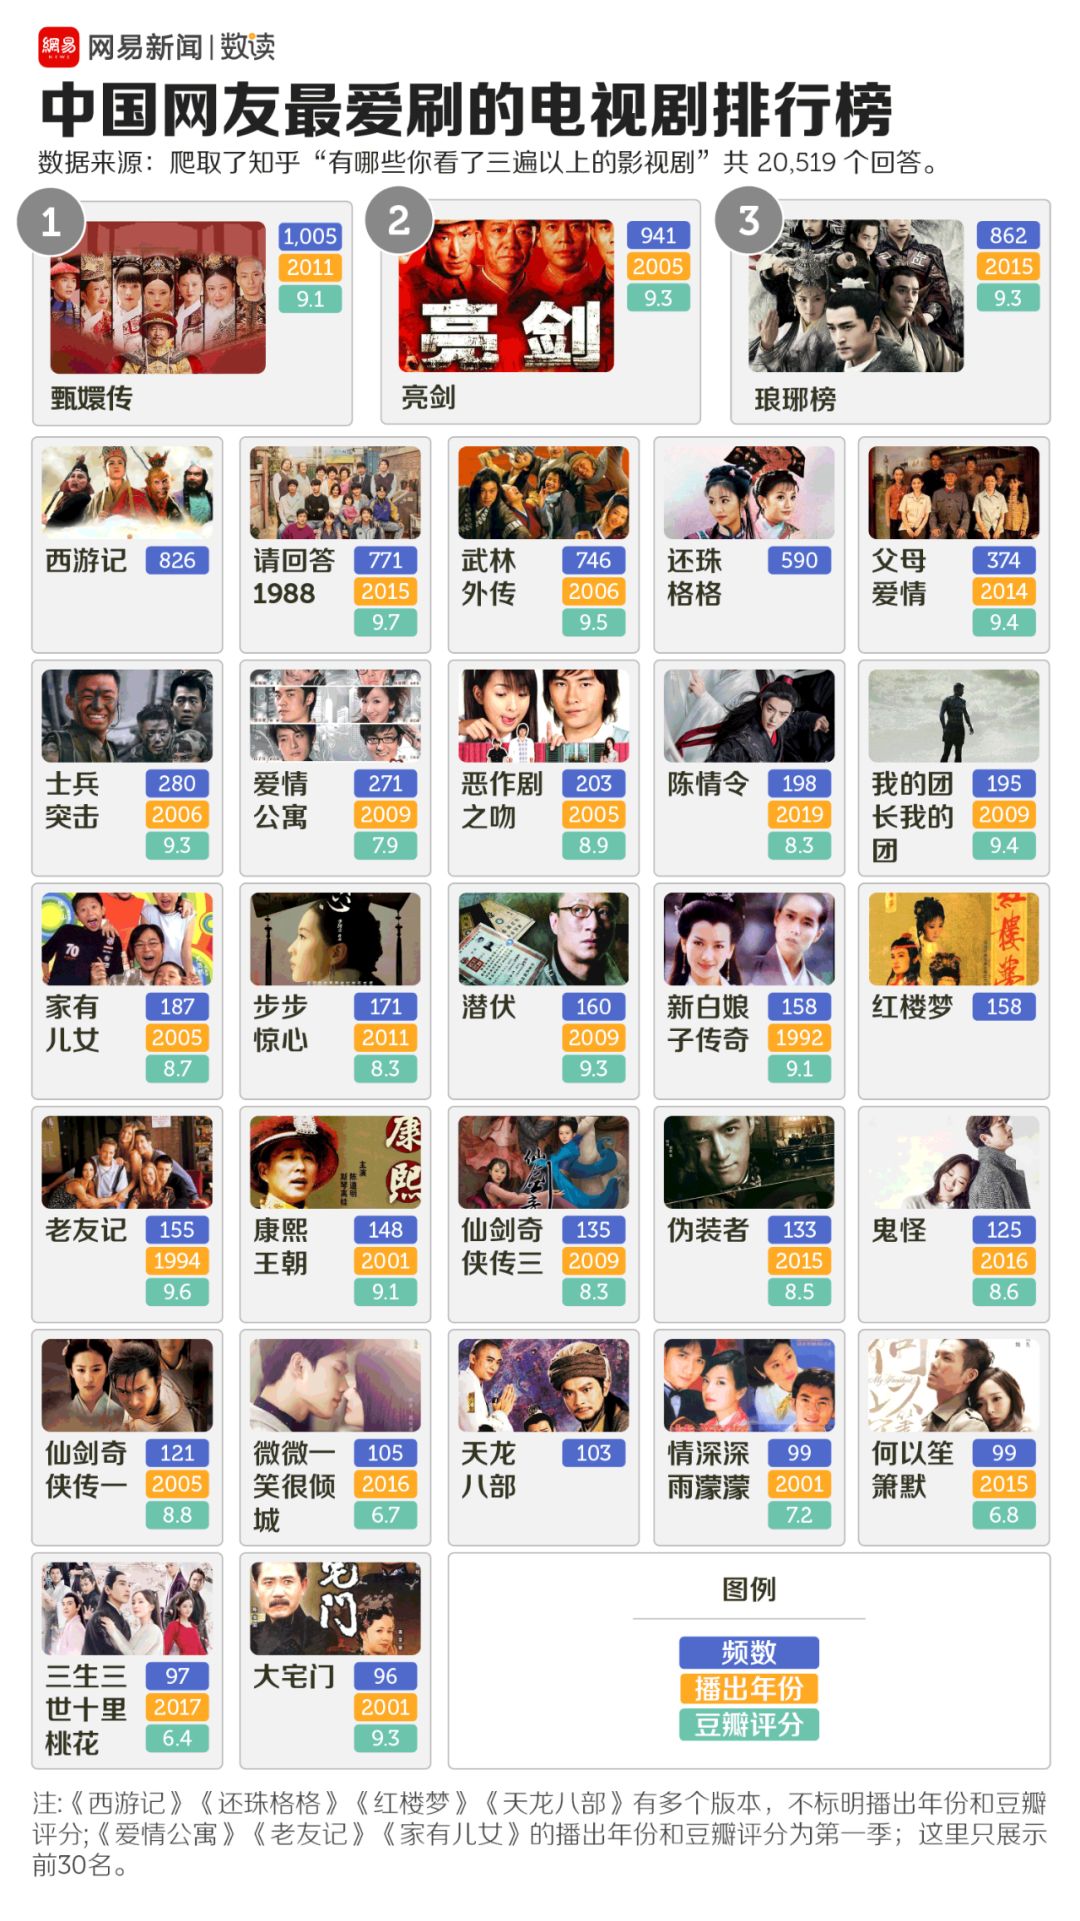 網易
NEWS
网易新闻|数读
中国网友最爱刷的电视剧排行榜
数据来源：爬取了知乎“有哪些你看了三遍以上的影视剧”共 20,519 个回答。
1
1,005
2011
9.1
甄嬛传
2
亮剑
941
2005
9.3
亮剑
3
862
2015
9.3
琅琊榜
西游记
826
请回答
1988
771
2015
9.7
武林
外传
746
2006
9.5
还珠
格格
590
父母
爱情
374
2014
9.4
士兵
突击
280
2006
9.3
爱情
公寓
271
2009
7.9
恶作剧
之吻
203
2005
8.9
陈情令
198
2019
8.3
我的团
长我的
团
195
2009
9.4
70
家有
儿女
187
2005
8.7
步步
惊心
171
2011
8.3
潜伏
160
2009
9.3
新白娘
子传奇
158
1992
9.1
红楼梦
158
老友记
155
1994
9.6
康熙
主演
陈道明
康熙
王朝
148
2001
9.1
仙剑奇
侠传三
135
2009
8.3
伪装者
133
2015
8.5
鬼怪
125
2016
8.6
仙剑奇
侠传一
121
2005
8.8
微微一
笑很倾
城
105
2016
6.7
天龙
八部
103
情深深
雨濛濛
99
2001
7.2
何以
何以笙
箫默
99
2015
6.8
三生三
世十里
桃花
97
2017
6.4
宅门
大宅门
96
2001
9.3
图例
频数
播出年份
豆瓣评分
注:《西游记》《还珠格格》《红楼梦》《天龙八部》有多个版本，不标明播出年份和豆瓣
评分;《爱情公寓》《老友记》《家有儿女》的播出年份和豆瓣评分为第一季；这里只展示
前30名。